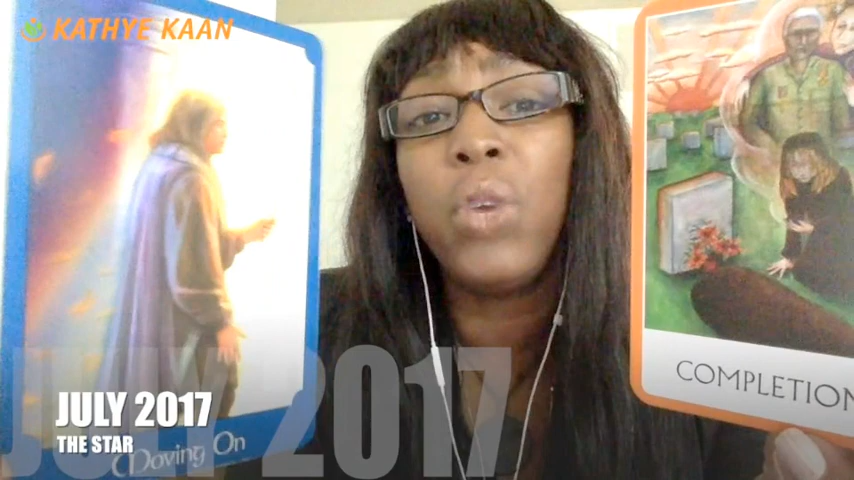 KATHYE KAAN
JULY 2017
JULY 2017
THE STAR
Moving On
COMPLETION